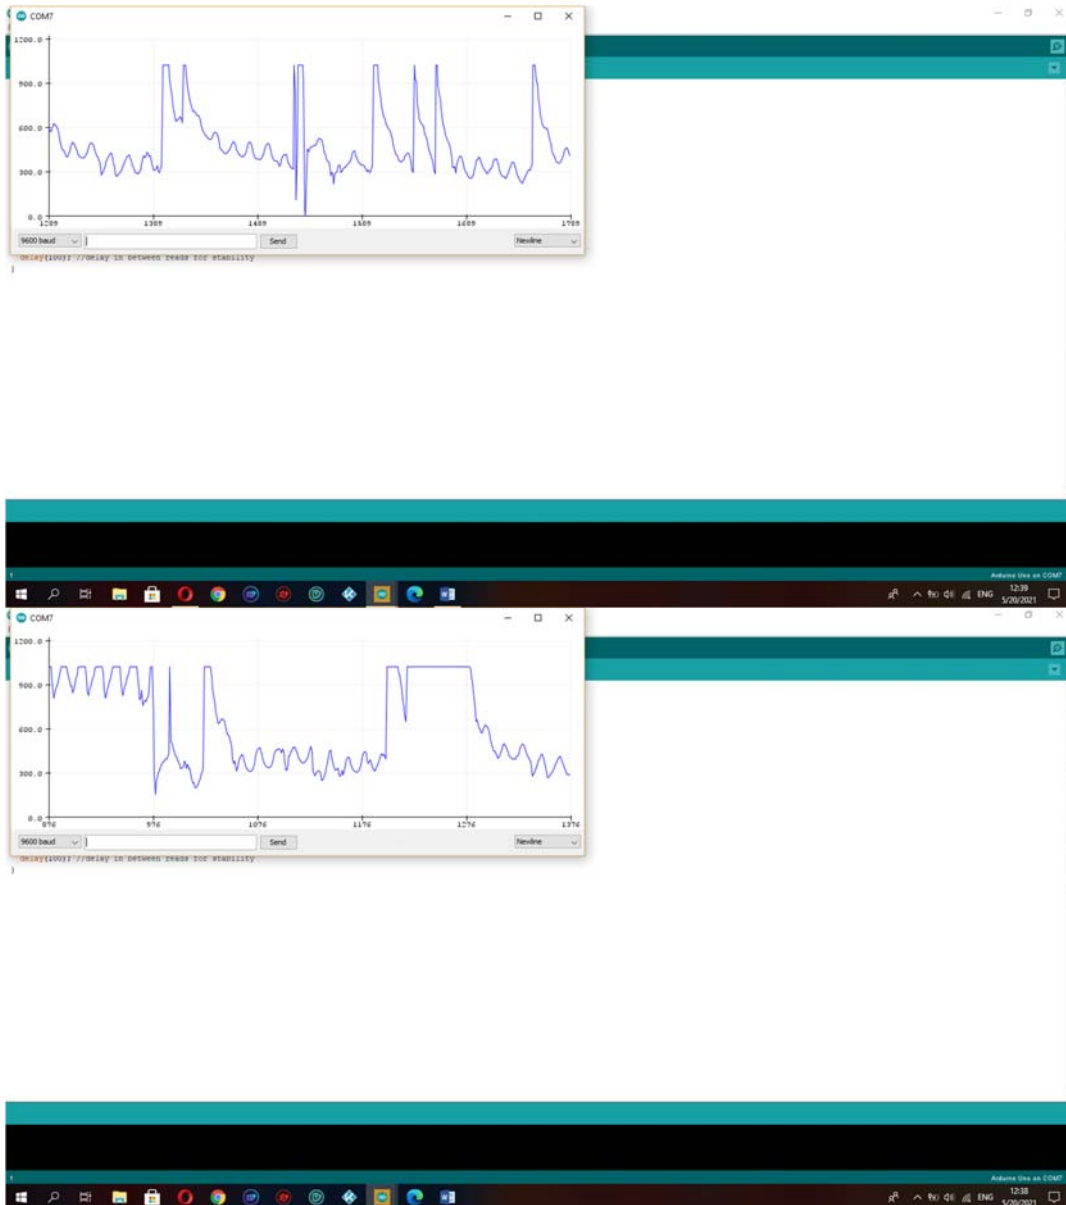 COM7
1200.0
900.0
600.0
300.0
0.0
1289 1389 1489 1589 1689 1789
9600 baud Send Newline
delay(100); //delay in between reads for stability
}
1
Arduino Uno on COM7
ENG 12:39
5/20/2021
COM7
1200.0
900.0
600.0
300.0
0.0
876 976 1076 1176 1276 1376
9600 baud Send Newline
delay(100); //delay in between reads for stability
}
1
Arduino Uno on COM7
ENG 12:38
5/20/2021